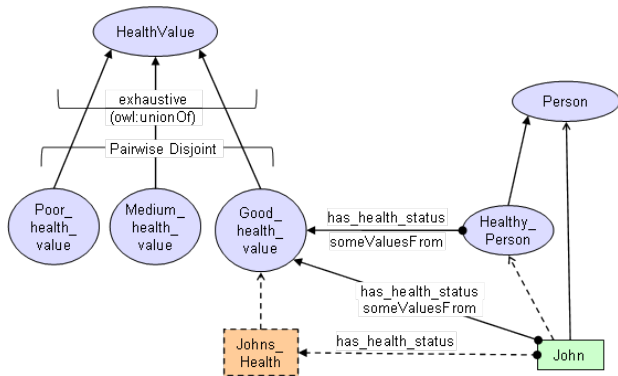 HealthValue
exhaustive
(owl:unionOf)
Person
Pairwise Disjoint
Poor_
health_
value
Medium_
health_
value
Good_
health_
value
has_health_status
someValuesFrom
Healthy_
Person
has_health_status
someValuesFrom
Johns_
Health
has_health_status
John